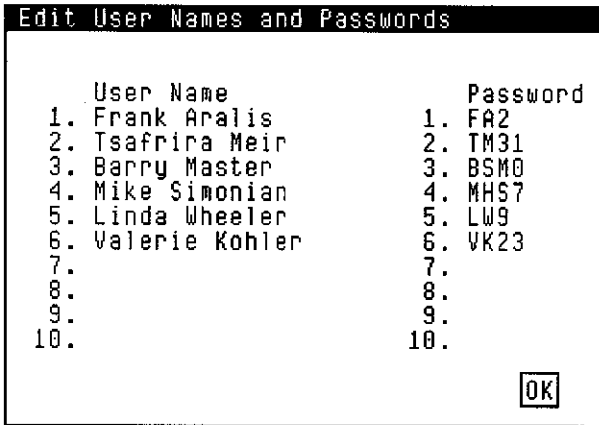 Edit User Names and Passwords
User Name Password
1. Frank Aralis 1. FA2
2. Tsafrira Meir 2. TM31
3. Barry Master 3. BSM0
4. Mike Simonian 4. MHS7
5. Linda Wheeler 5. LW9
6. Valerie Kohler 6. VK23
7. 7.
8. 8.
9. 9.
10. 10.
OK